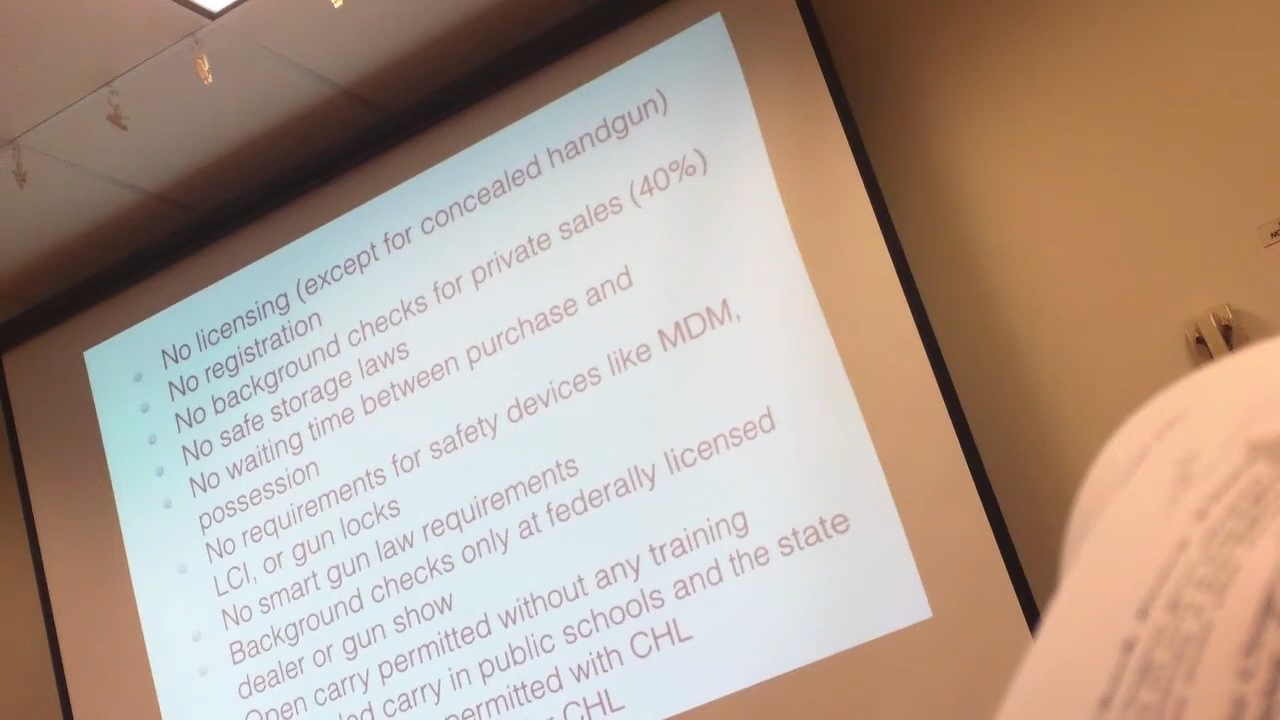 No licensing (except for concealed handgun)
No registration
No background checks for private sales (40%)
No safe storage laws
No waiting time between purchase and
possession
No requirements for safety devices like MDM,
LCI, or gun locks
No smart gun law requirements
Background checks only at federally licensed
dealer or gun show
Open carry permitted without any training
carry in public schools and the state
permitted with CHL
CHL